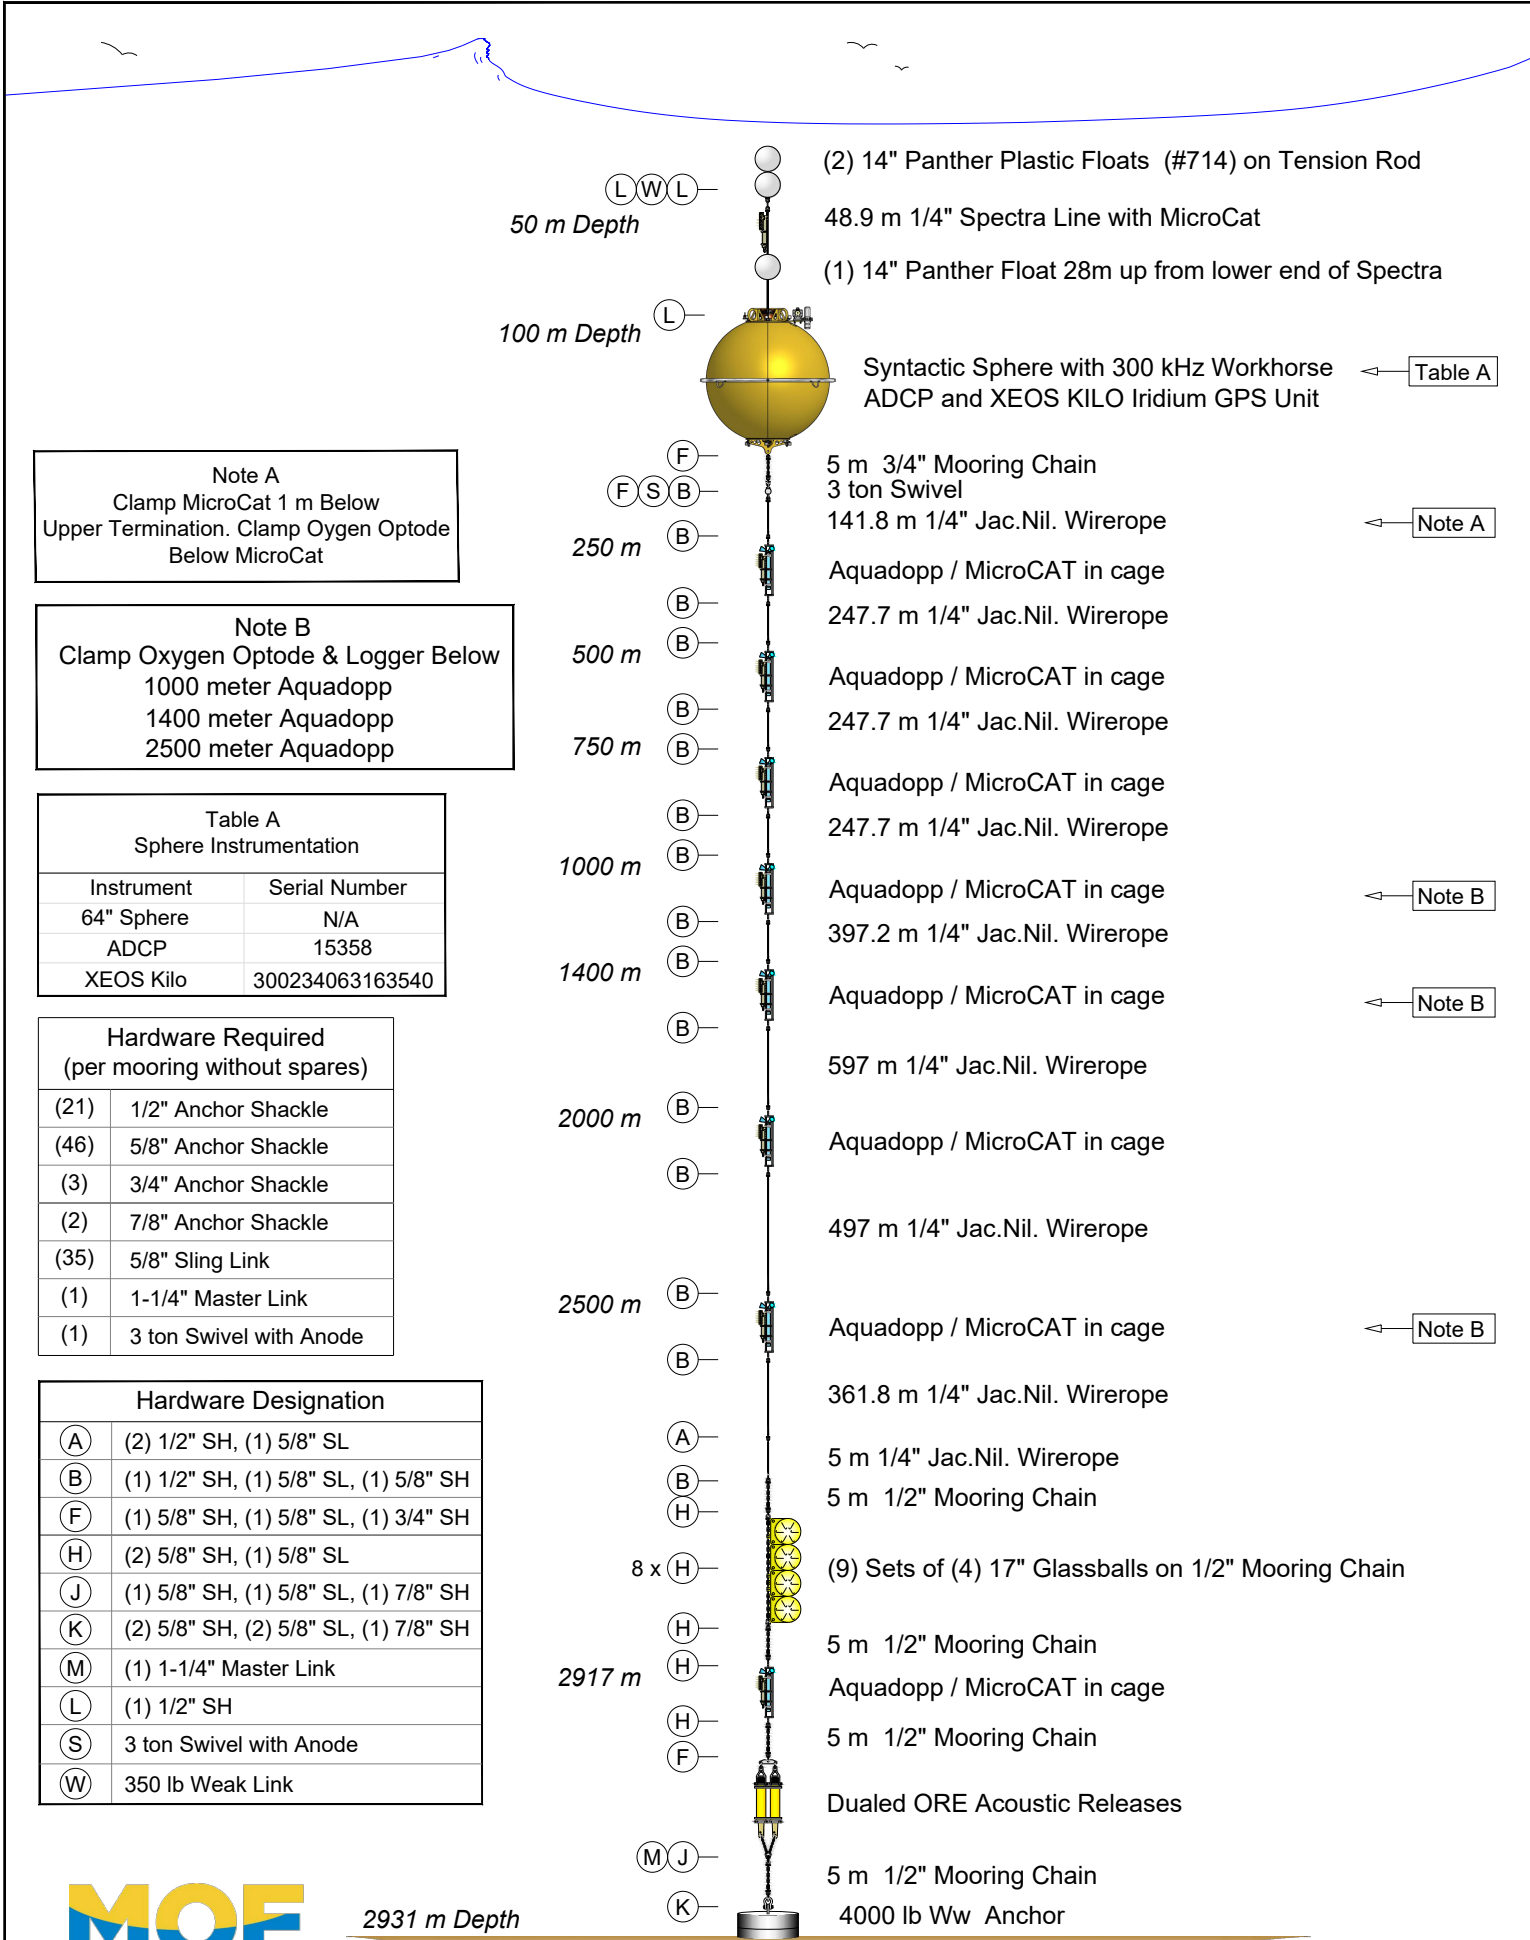 (2) 14" Panther Plastic Floats (#714) on Tension Rod
L W L
50 m Depth
48.9 m 1/4" Spectra Line with MicroCat
(1) 14" Panther Float 28m up from lower end of Spectra
L
100 m Depth
Syntactic Sphere with 300 kHz Workhorse
ADCP and XEOS KILO Iridium GPS Unit
Table A
F
5 m 3/4" Mooring Chain
F S B
3 ton Swivel
141.8 m 1/4" Jac.Nil. Wirerope
Note A
B
250 m
Aquadopp / MicroCAT in cage
B
247.7 m 1/4" Jac.Nil. Wirerope
B
500 m
Aquadopp / MicroCAT in cage
B
247.7 m 1/4" Jac.Nil. Wirerope
B
750 m
Aquadopp / MicroCAT in cage
B
247.7 m 1/4" Jac.Nil. Wirerope
B
1000 m
Aquadopp / MicroCAT in cage
Note B
B
397.2 m 1/4" Jac.Nil. Wirerope
B
1400 m
Aquadopp / MicroCAT in cage
Note B
B
597 m 1/4" Jac.Nil. Wirerope
B
2000 m
Aquadopp / MicroCAT in cage
B
497 m 1/4" Jac.Nil. Wirerope
B
2500 m
Aquadopp / MicroCAT in cage
Note B
B
361.8 m 1/4" Jac.Nil. Wirerope
A
5 m 1/4" Jac.Nil. Wirerope
B
5 m 1/2" Mooring Chain
H
8 x H
(9) Sets of (4) 17" Glassballs on 1/2" Mooring Chain
H
5 m 1/2" Mooring Chain
H
2917 m
Aquadopp / MicroCAT in cage
H
5 m 1/2" Mooring Chain
F
Dualed ORE Acoustic Releases
M J
5 m 1/2" Mooring Chain
K
4000 lb Ww Anchor
2931 m Depth
Note A
Clamp MicroCat 1 m Below
Upper Termination. Clamp Oygen Optode
Below MicroCat
Note B
Clamp Oxygen Optode & Logger Below
1000 meter Aquadopp
1400 meter Aquadopp
2500 meter Aquadopp
Table A
Sphere Instrumentation
Instrument Serial Number
64" Sphere N/A
ADCP 15358
XEOS Kilo 300234063163540
Hardware Required
(per mooring without spares)
(21) 1/2" Anchor Shackle
(46) 5/8" Anchor Shackle
(3) 3/4" Anchor Shackle
(2) 7/8" Anchor Shackle
(35) 5/8" Sling Link
(1) 1-1/4" Master Link
(1) 3 ton Swivel with Anode
Hardware Designation
A (2) 1/2" SH, (1) 5/8" SL
B (1) 1/2" SH, (1) 5/8" SL, (1) 5/8" SH
F (1) 5/8" SH, (1) 5/8" SL, (1) 3/4" SH
H (2) 5/8" SH, (1) 5/8" SL
J (1) 5/8" SH, (1) 5/8" SL, (1) 7/8" SH
K (2) 5/8" SH, (2) 5/8" SL, (1) 7/8" SH
M (1) 1-1/4" Master Link
L (1) 1/2" SH
S 3 ton Swivel with Anode
W 350 lb Weak Link